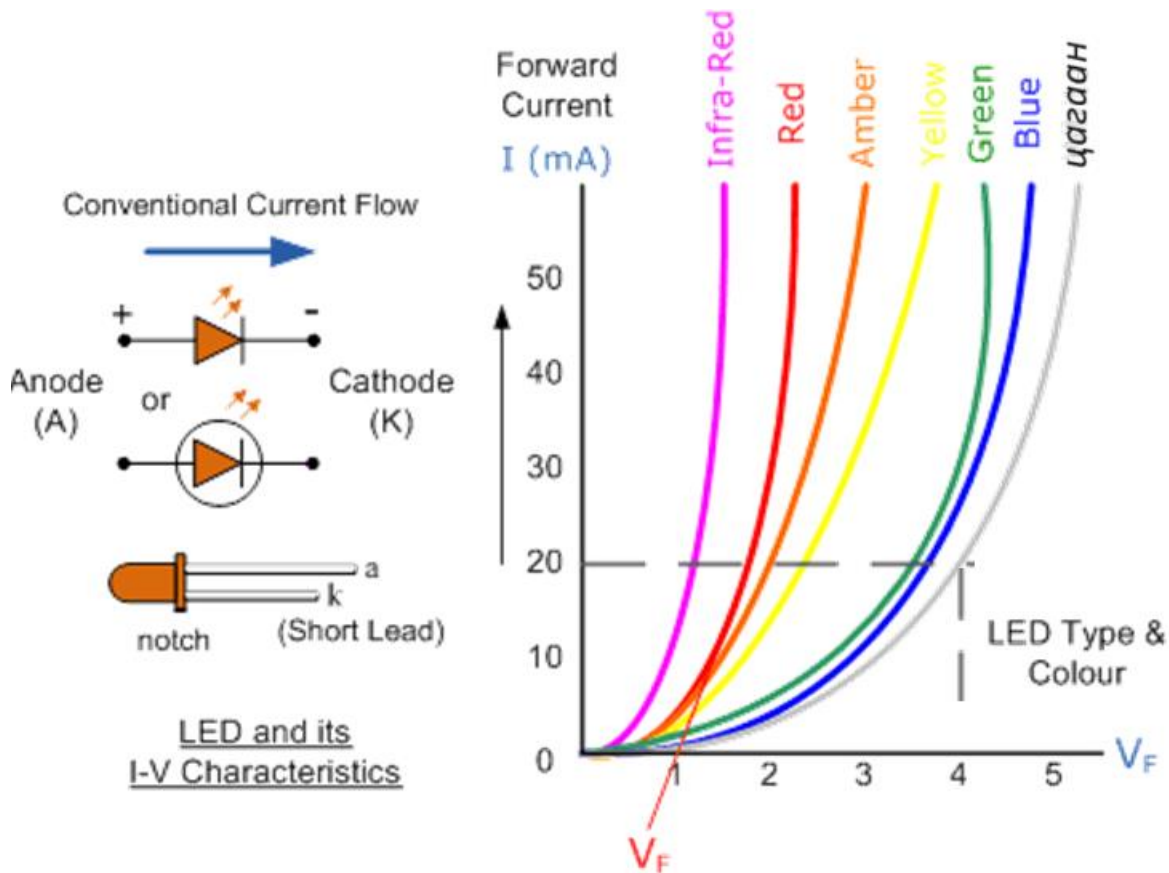 Conventional Current Flow
+
-
Anode
(A)
or
Cathode
(K)
a
k
notch
(Short Lead)
LED and its
I-V Characteristics
Forward
Current
I (mA)
Infra-Red
Red
Amber
Yellow
Green
Blue
цагаан
50
40
30
20
10
0
1
2
3
4
5
V_F
LED Type &
Colour
V_F